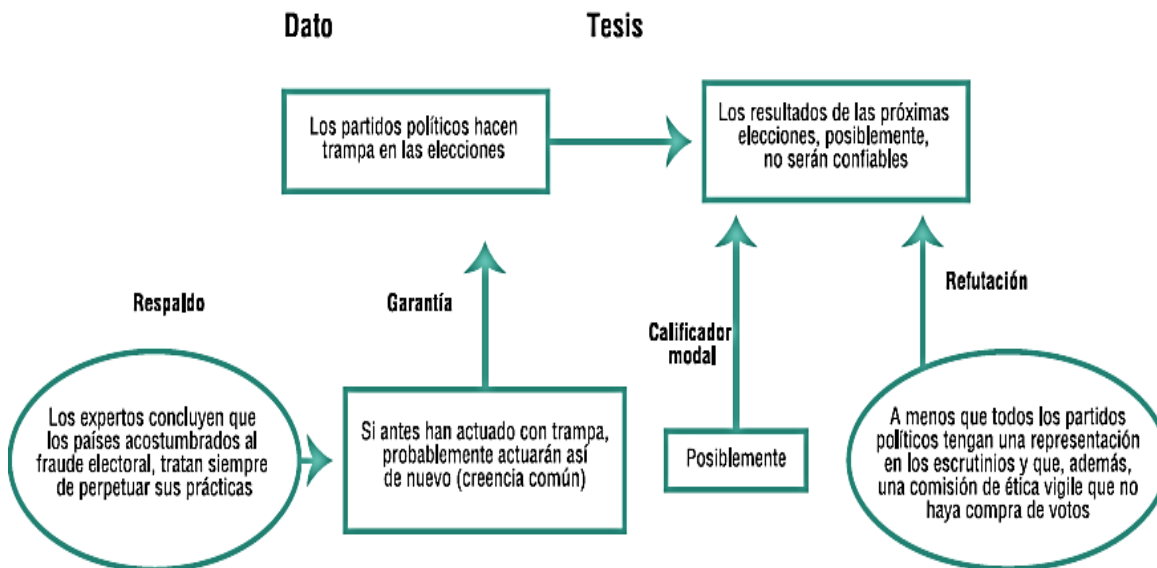 Dato
Tesis
Los partidos políticos hacen
trampa en las elecciones
Los resultados de las próximas
elecciones, posiblemente,
no serán confiables
Respaldo
Garantía
Calificador
modal
Refutación
Los expertos concluyen que
los países acostumbrados al
fraude electoral, tratan siempre
de perpetuar sus prácticas
Si antes han actuado con trampa,
probablemente actuarán así
de nuevo (creencia común)
Posiblemente
A menos que todos los partidos
políticos tengan una representación
en los escrutinios y que, además,
una comisión de ética vigile que no
haya compra de votos